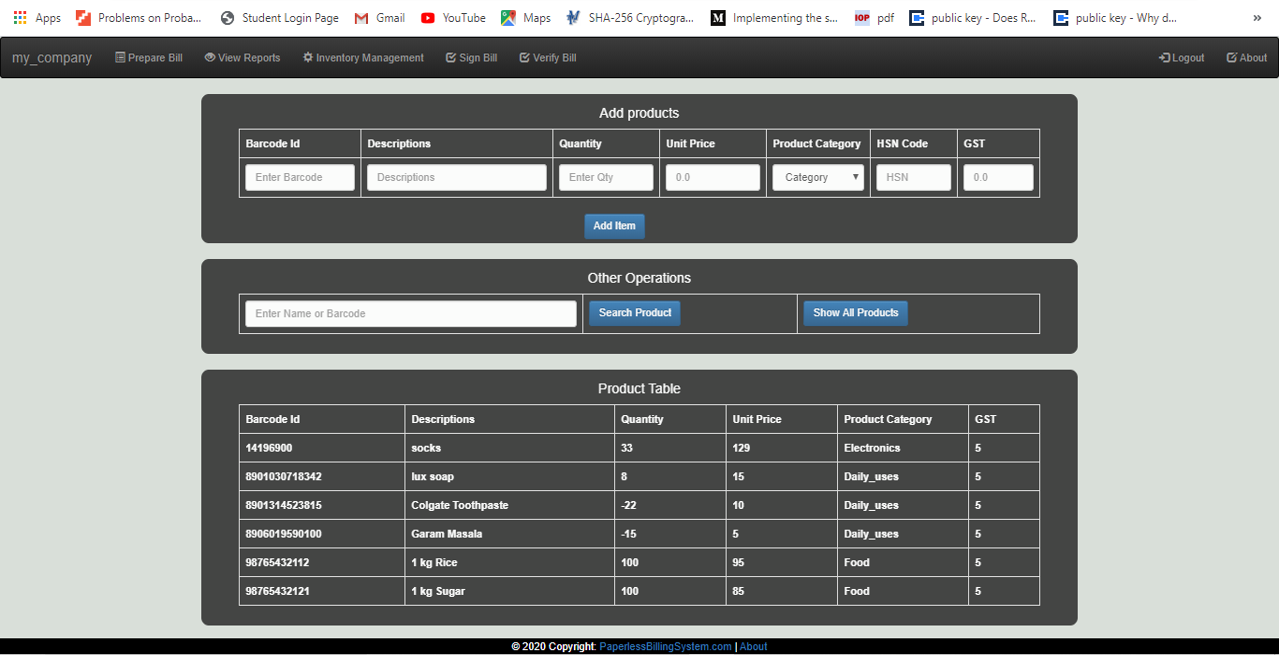 Apps Problems on Proba... Student Login Page Gmail YouTube Maps SHA-256 Cryptogra... M Implementing the s... IOP pdf public key - Does R... public key - Why d... »
my_company Prepare Bill View Reports Inventory Management Sign Bill Verify Bill Logout About
Add products
Barcode Id Descriptions Quantity Unit Price Product Category HSN Code GST
Enter Barcode Descriptions Enter Qty 0.0 Category HSN 0.0
Add Item
Other Operations
Enter Name or Barcode Search Product Show All Products
Product Table
Barcode Id Descriptions Quantity Unit Price Product Category GST
14196900 socks 33 129 Electronics 5
8901030718342 lux soap 8 15 Daily_uses 5
8901314523815 Colgate Toothpaste -22 10 Daily_uses 5
8906019590100 Garam Masala -15 5 Daily_uses 5
98765432112 1 kg Rice 100 95 Food 5
98765432121 1 kg Sugar 100 85 Food 5
© 2020 Copyright: PaperlessBillingSystem.com | About